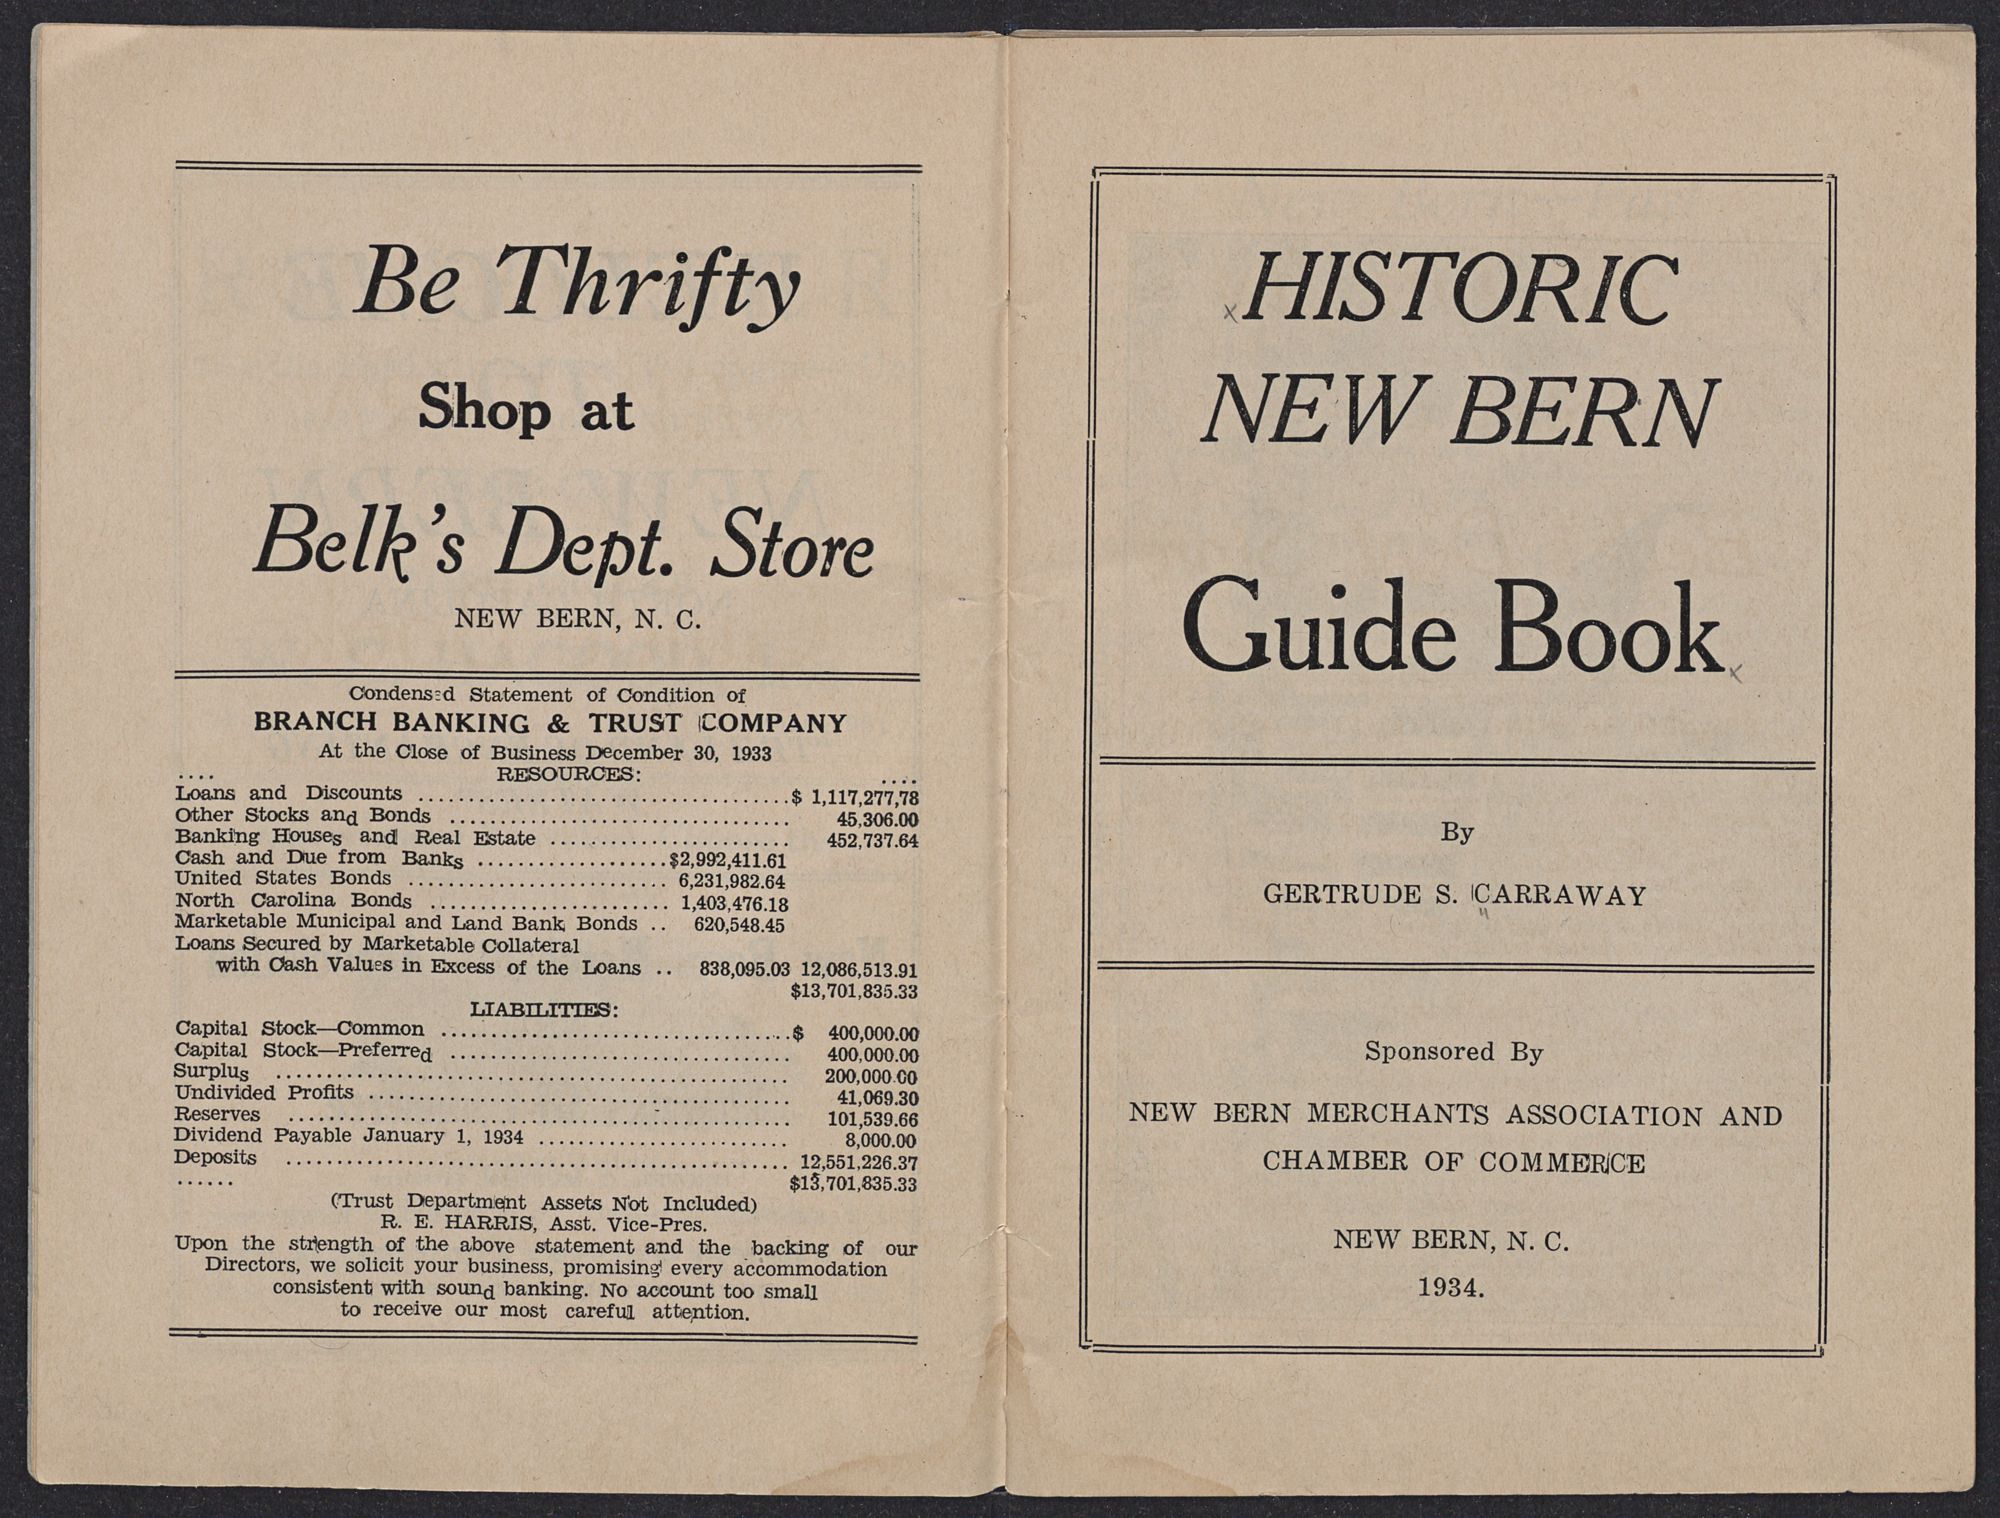 Be Thrifty
Shop at
Belk's Dept. Store
NEW BERN, N. C.
Condensed Statement of Condition of
BRANCH BANKING & TRUST COMPANY
At the Close of Business December 30, 1933
.... RESOURCES: ....
Loans and Discounts ..................................... $ 1,117,277,78
Other Stocks and Bonds .................................. 45,306.00
Banking Houses and Real Estate ........................ 452,737.64
Cash and Due from Banks ................... $2,992,411.61
United States Bonds .......................... 6,231,982.64
North Carolina Bonds ........................ 1,403,476.18
Marketable Municipal and Land Bank Bonds .. 620,548.45
Loans Secured by Marketable Collateral
with Cash Values in Excess of the Loans .. 838,095.03 12,086,513.91
$13,701,835.33
LIABILITIES:
Capital Stock—Common ................................... $ 400,000.00
Capital Stock—Preferred .................................. 400,000.00
Surplus ................................................... 200,000.00
Undivided Profits .......................................... 41,069.30
Reserves .................................................. 101,539.66
Dividend Payable January 1, 1934 ......................... 8,000.00
Deposits .................................................. 12,551,226.37
...... $13,701,835.33
(Trust Department Assets Not Included)
R. E. HARRIS, Asst. Vice-Pres.
Upon the strength of the above statement and the backing of our
Directors, we solicit your business, promising every accommodation
consistent with sound banking. No account too small
to receive our most careful attention.
HISTORIC
NEW BERN
Guide Book
By
GERTRUDE S. CARRAWAY
Sponsored By
NEW BERN MERCHANTS ASSOCIATION AND
CHAMBER OF COMMERCE
NEW BERN, N. C.
1934.